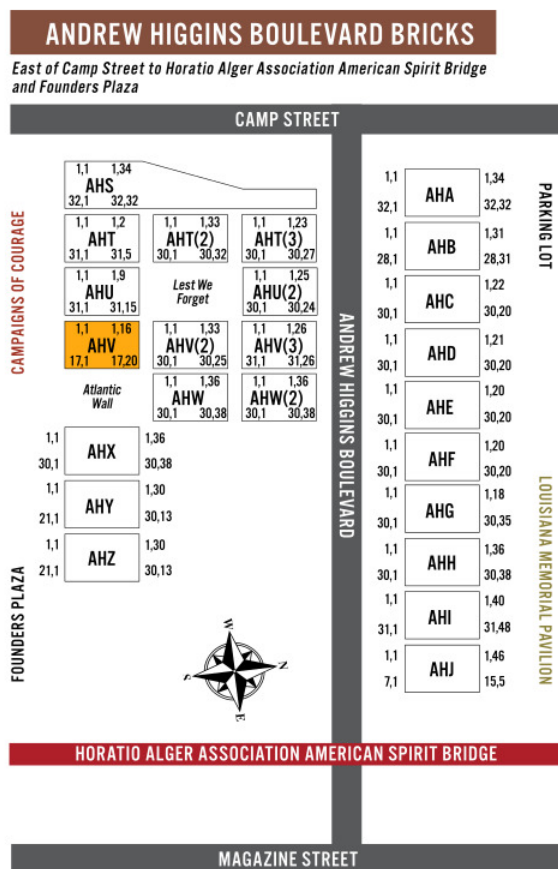 ANDREW HIGGINS BOULEVARD BRICKS
East of Camp Street to Horatio Alger Association American Spirit Bridge
and Founders Plaza
CAMP STREET
CAMPAIGNS OF COURAGE
FOUNDERS PLAZA
1,1 1,34
AHS
32,1 32,32
1,1 1,2
AHT
31,1 31,5
1,1 1,33
AHT(2)
30,1 30,32
1,1 1,23
AHT(3)
30,1 30,27
1,1 1,9
AHU
31,1 31,15
Lest We
Forget
1,1 1,25
AHU(2)
30,1 30,24
1,1 1,16
AHV
17,1 17,20
1,1 1,33
AHV(2)
30,1 30,25
1,1 1,26
AHV(3)
31,1 31,26
Atlantic
Wall
1,1 1,36
AHW
30,1 30,38
1,1 1,36
AHW(2)
30,1 30,38
1,1 1,36
AHX
30,1 30,38
1,1 1,30
AHY
21,1 30,13
1,1 1,30
AHZ
21,1 30,13
W
N
S
E
ANDREW HIGGINS BOULEVARD
1,1 1,34
AHA
32,1 32,32
1,1 1,31
AHB
28,1 28,31
1,1 1,22
AHC
30,1 30,20
1,1 1,21
AHD
30,1 30,20
1,1 1,20
AHE
30,1 30,20
1,1 1,20
AHF
30,1 30,20
1,1 1,18
AHG
30,1 30,35
1,1 1,36
AHH
30,1 30,38
1,1 1,40
AHI
31,1 31,48
1,1 1,46
AHJ
7,1 15,5
PARKING LOT
LOUISIANA MEMORIAL PAVILION
HORATIO ALGER ASSOCIATION AMERICAN SPIRIT BRIDGE
MAGAZINE STREET